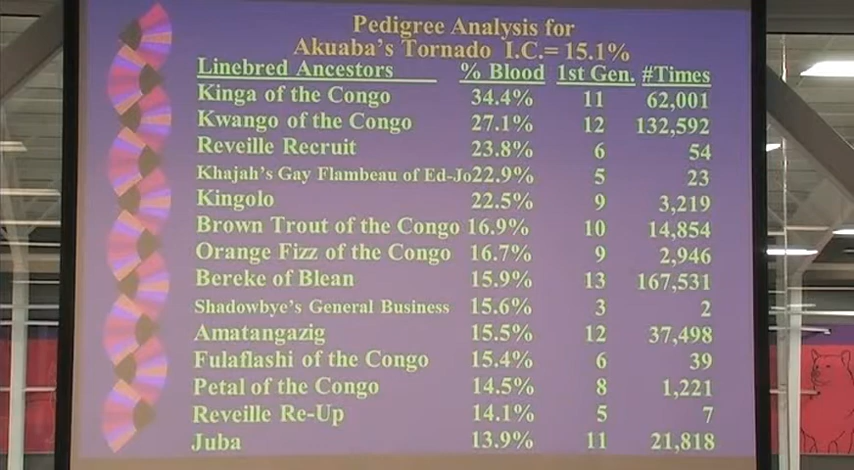 Pedigree Analysis for
Akuaba's Tornado I.C.= 15.1%
Linebred Ancestors % Blood 1st Gen. #Times
Kinga of the Congo 34.4% 11 62,001
Kwango of the Congo 27.1% 12 132,592
Reveille Recruit 23.8% 6 54
Khajah's Gay Flambeau of Ed-Jo 22.9% 5 23
Kingolo 22.5% 9 3,219
Brown Trout of the Congo 16.9% 10 14,854
Orange Fizz of the Congo 16.7% 9 2,946
Bereke of Blean 15.9% 13 167,531
Shadowbye's General Business 15.6% 3 2
Amatangazig 15.5% 12 37,498
Fulaflashi of the Congo 15.4% 6 39
Petal of the Congo 14.5% 8 1,221
Reveille Re-Up 14.1% 5 7
Juba 13.9% 11 21,818